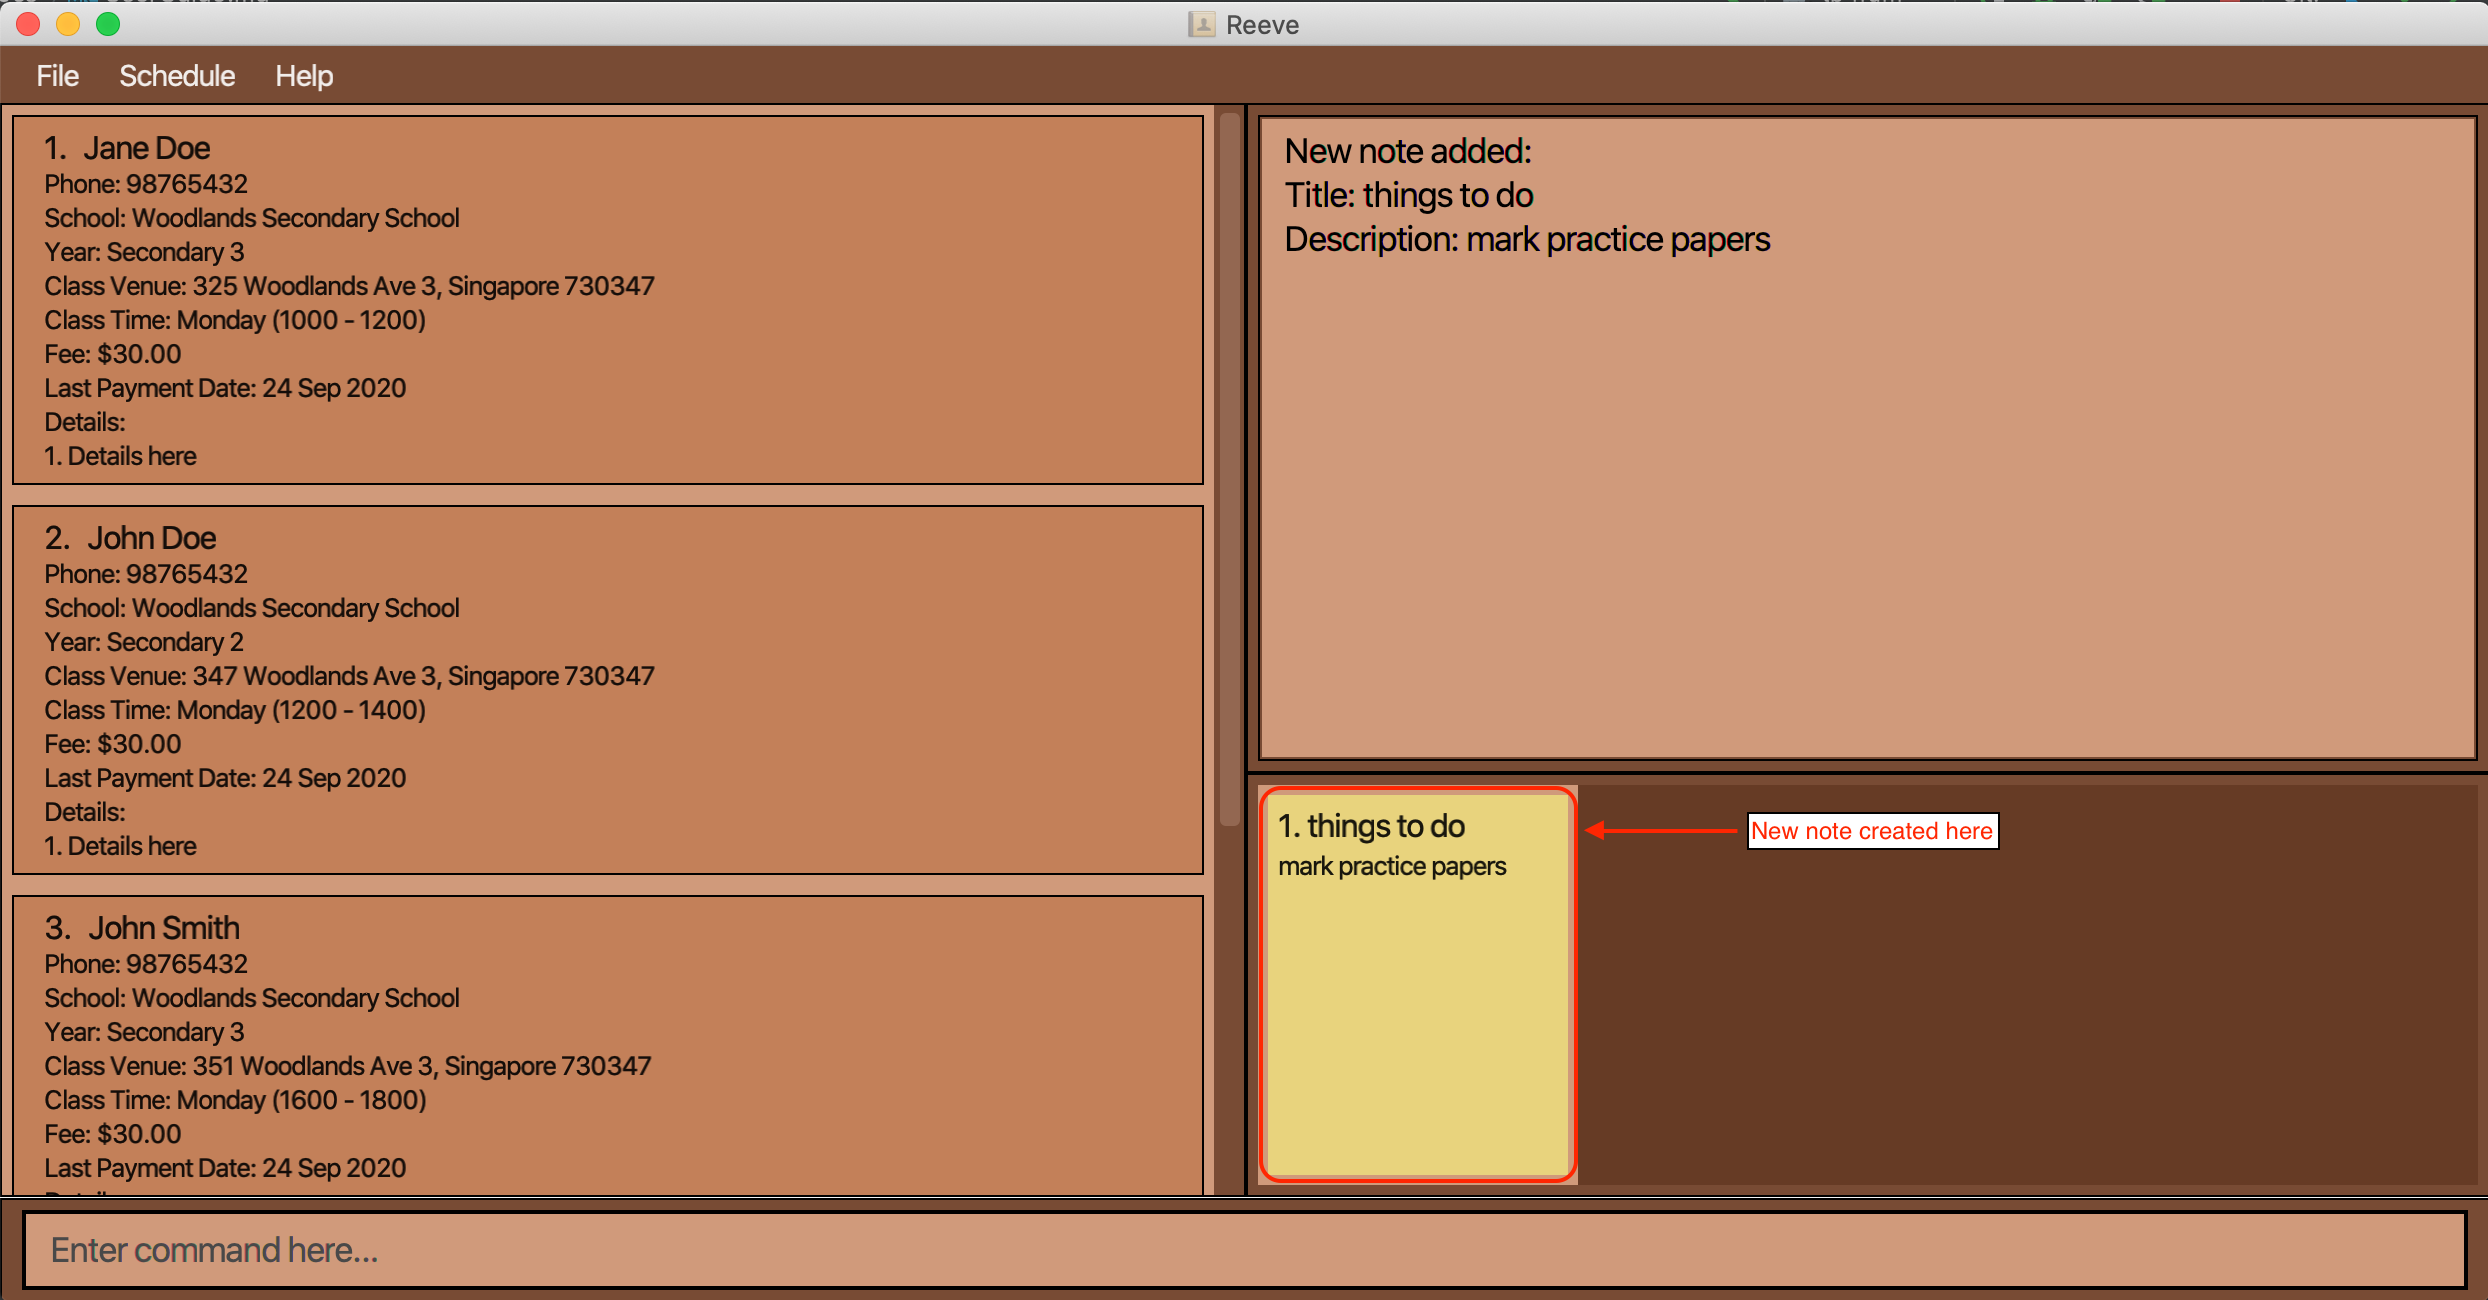 Reeve
File Schedule Help
1. Jane Doe
Phone: 98765432
School: Woodlands Secondary School
Year: Secondary 3
Class Venue: 325 Woodlands Ave 3, Singapore 730347
Class Time: Monday (1000 - 1200)
Fee: $30.00
Last Payment Date: 24 Sep 2020
Details:
1. Details here
2. John Doe
Phone: 98765432
School: Woodlands Secondary School
Year: Secondary 2
Class Venue: 347 Woodlands Ave 3, Singapore 730347
Class Time: Monday (1200 - 1400)
Fee: $30.00
Last Payment Date: 24 Sep 2020
Details:
1. Details here
3. John Smith
Phone: 98765432
School: Woodlands Secondary School
Year: Secondary 3
Class Venue: 351 Woodlands Ave 3, Singapore 730347
Class Time: Monday (1600 - 1800)
Fee: $30.00
Last Payment Date: 24 Sep 2020
New note added:
Title: things to do
Description: mark practice papers
1. things to do
mark practice papers
New note created here
Enter command here...